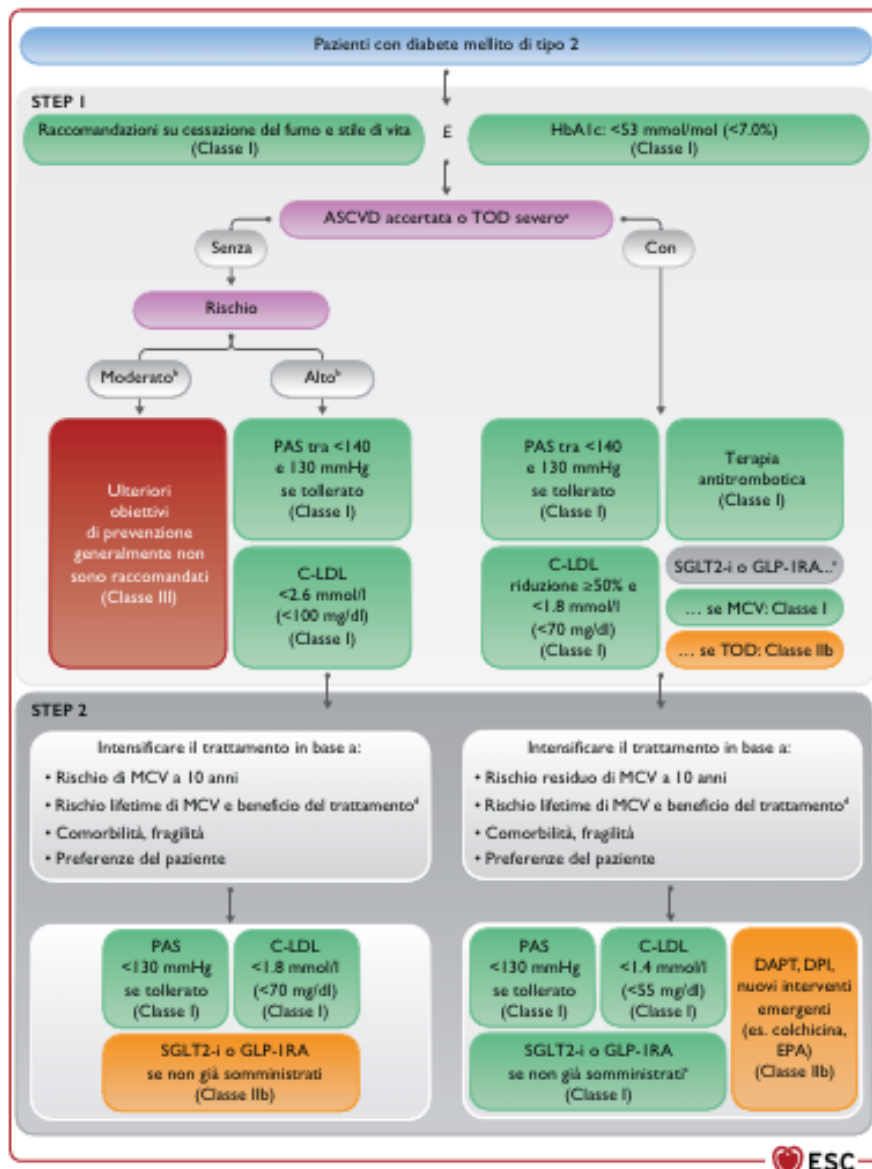 Pazienti con diabete mellito di tipo 2
STEP 1
Raccomandazioni su cessazione del fumo e stile di vita
(Classe I)
E
HbA1c: <53 mmol/mol (<7.0%)
(Classe I)
ASCVD accertata o TOD severoᵃ
Senza
Con
Rischio
Moderatoᵇ
Altoᵇ
Ulteriori
obiettivi
di prevenzione
generalmente non
sono raccomandati
(Classe III)
PAS tra <140
e 130 mmHg
se tollerato
(Classe I)
C-LDL
<2.6 mmol/l
(<100 mg/dl)
(Classe I)
PAS tra <140
e 130 mmHg
se tollerato
(Classe I)
C-LDL
riduzione ≥50% e
<1.8 mmol/l
(<70 mg/dl)
(Classe I)
Terapia
antitrombotica
(Classe I)
SGLT2-i o GLP-1RA...ᶜ
... se MCV: Classe I
... se TOD: Classe IIb
STEP 2
Intensificare il trattamento in base a:
• Rischio di MCV a 10 anni
• Rischio lifetime di MCV e beneficio del trattamentoᵈ
• Comorbilità, fragilità
• Preferenze del paziente
Intensificare il trattamento in base a:
• Rischio residuo di MCV a 10 anni
• Rischio lifetime di MCV e beneficio del trattamentoᵈ
• Comorbilità, fragilità
• Preferenze del paziente
PAS
<130 mmHg
se tollerato
(Classe I)
C-LDL
<1.8 mmol/l
(<70 mg/dl)
(Classe I)
SGLT2-i o GLP-1RA
se non già somministrati
(Classe IIb)
PAS
<130 mmHg
se tollerato
(Classe I)
C-LDL
<1.4 mmol/l
(<55 mg/dl)
(Classe I)
SGLT2-i o GLP-1RA
se non già somministratiᶜ
(Classe I)
DAPT, DPI,
nuovi interventi
emergenti
(es. colchicina,
EPA)
(Classe IIb)
ESC